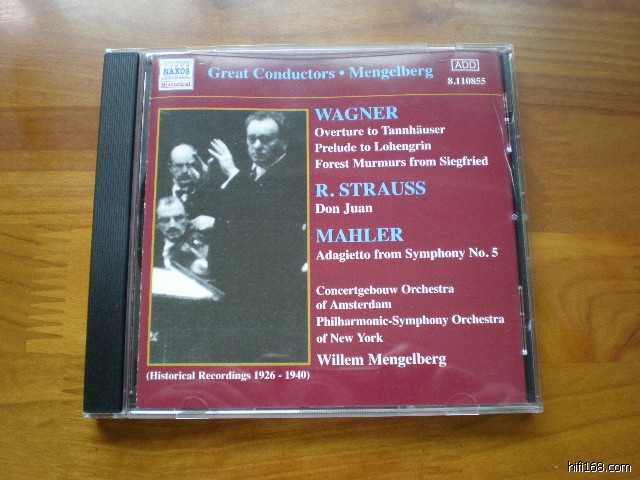 NAXOS
Historical
Great Conductors • Mengelberg
ADD
8.110855
WAGNER
Overture to Tannhäuser
Prelude to Lohengrin
Forest Murmurs from Siegfried
R. STRAUSS
Don Juan
MAHLER
Adagietto from Symphony No. 5
Concertgebouw Orchestra
of Amsterdam
Philharmonic-Symphony Orchestra
of New York
Willem Mengelberg
(Historical Recordings 1926 - 1940)
hifi168.com